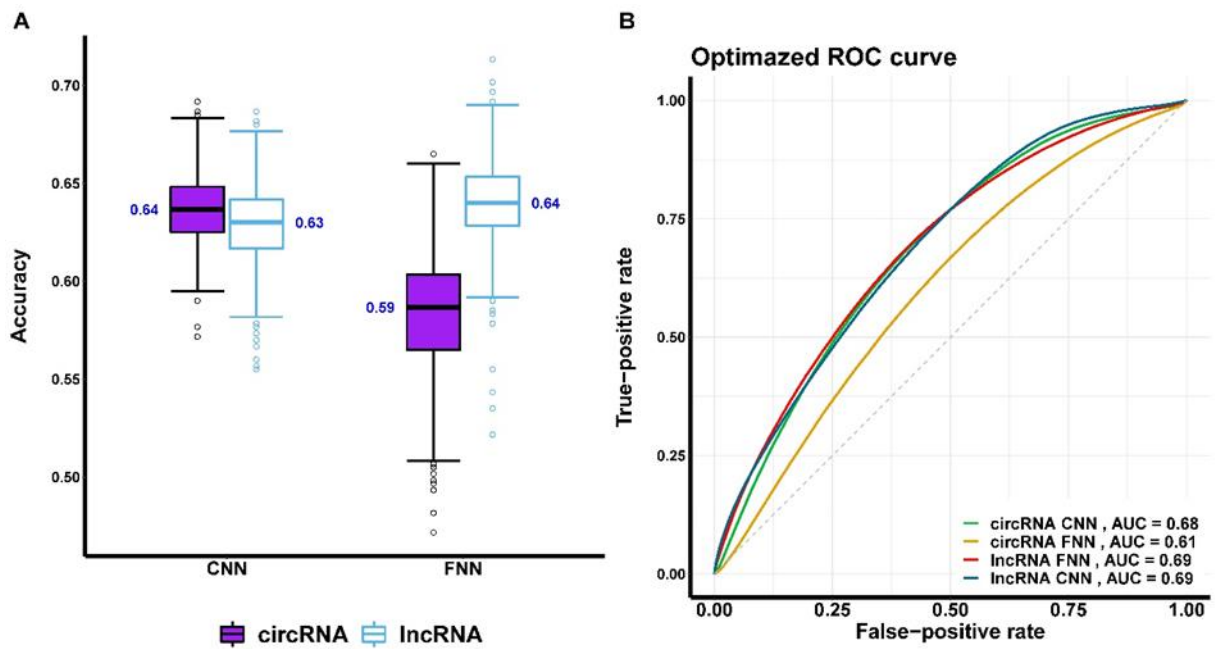 A
Accuracy
0.70
0.65
0.60
0.55
0.50
0.64
0.63
0.59
0.64
CNN
FNN
circRNA
lncRNA
B
Optimazed ROC curve
True−positive rate
1.00
0.75
0.50
0.25
0.00
circRNA CNN , AUC = 0.68
circRNA FNN , AUC = 0.61
lncRNA FNN , AUC = 0.69
lncRNA CNN , AUC = 0.69
0.00
0.25
0.50
0.75
1.00
False−positive rate